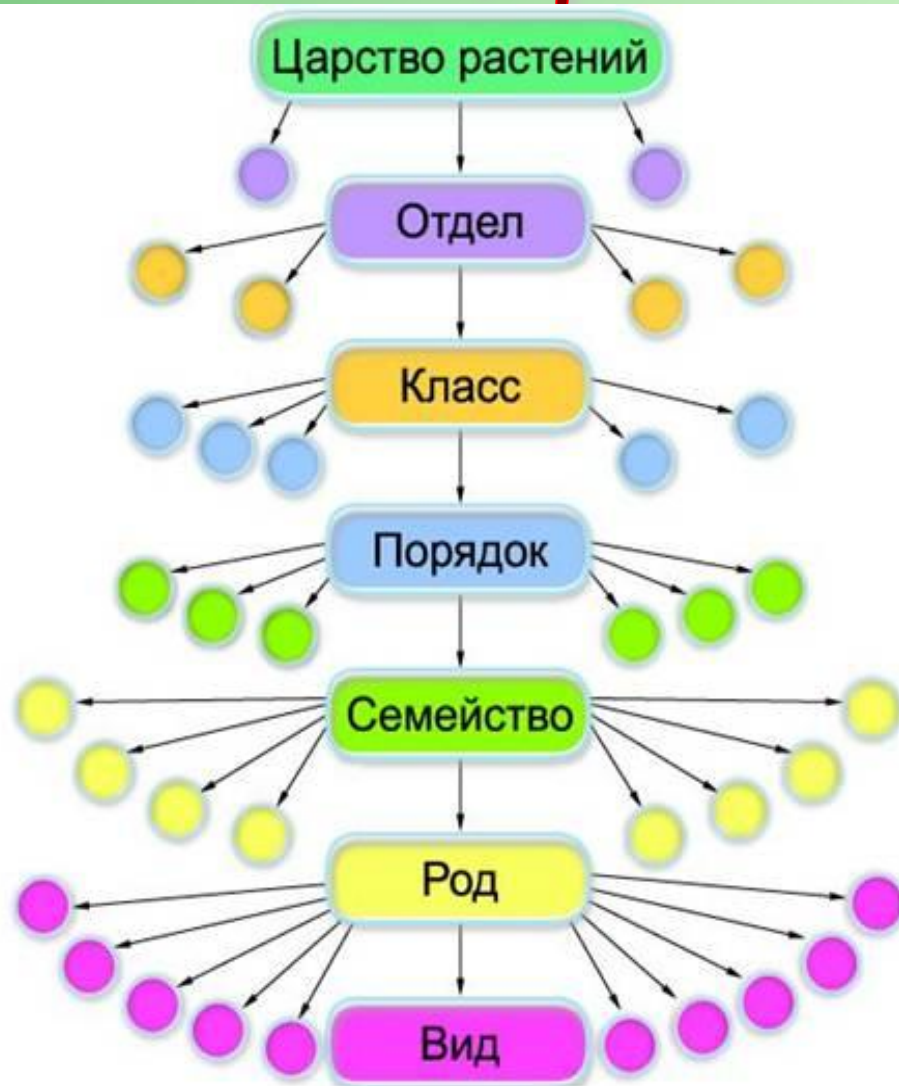 Царство растений
Отдел
Класс
Порядок
Семейство
Род
Вид